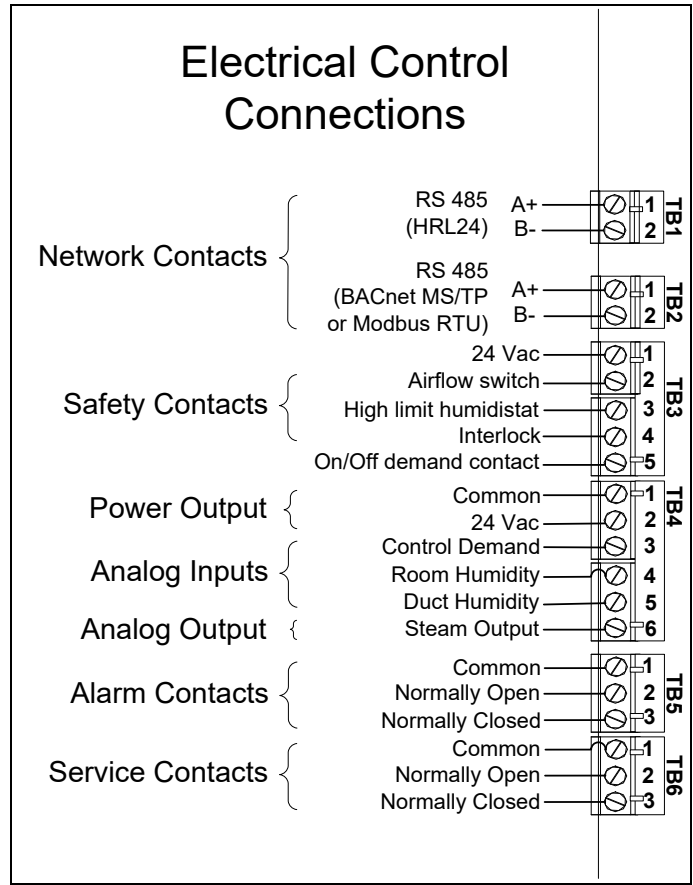 Electrical Control
Connections
Network Contacts
RS 485
(HRL24)
A+
B-
1
2
TB1
RS 485
(BACnet MS/TP
or Modbus RTU)
A+
B-
1
2
TB2
Safety Contacts
24 Vac
1
Airflow switch
2
High limit humidistat
3
Interlock
4
On/Off demand contact
5
TB3
Power Output
Common
1
24 Vac
2
Analog Inputs
Control Demand
3
Room Humidity
4
Duct Humidity
5
Analog Output
Steam Output
6
TB4
Alarm Contacts
Common
1
Normally Open
2
Normally Closed
3
TB5
Service Contacts
Common
1
Normally Open
2
Normally Closed
3
TB6